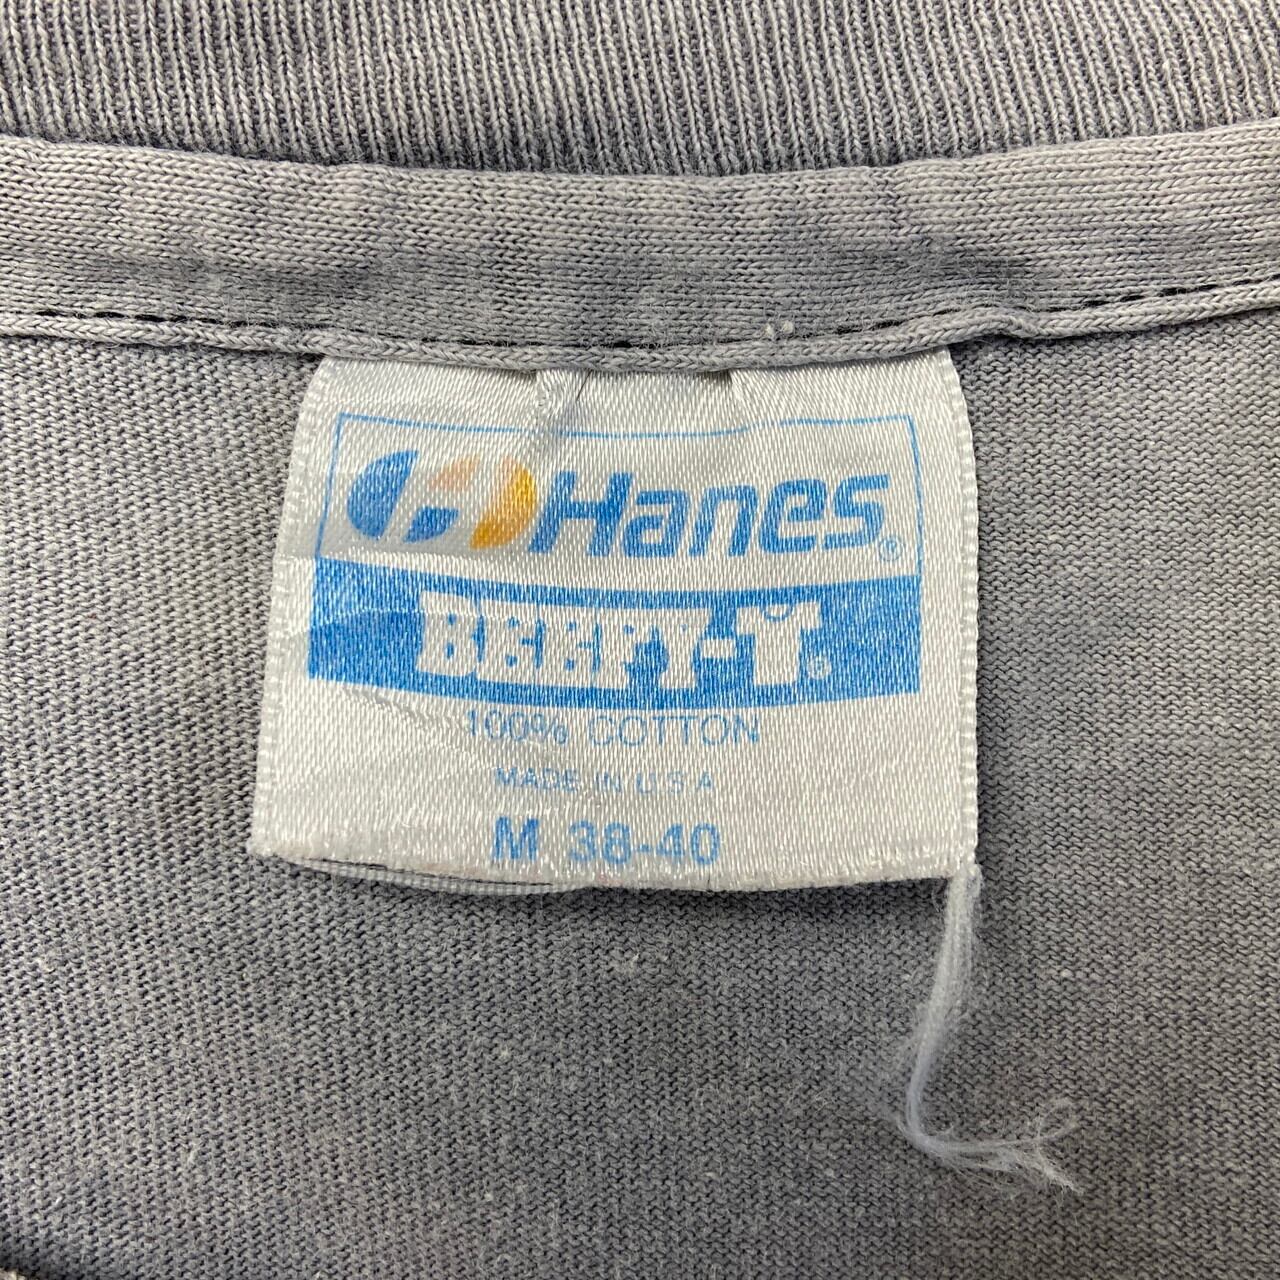 Hanes®
BEEFY-T®
100% COTTON
MADE IN U S A
M 38-40